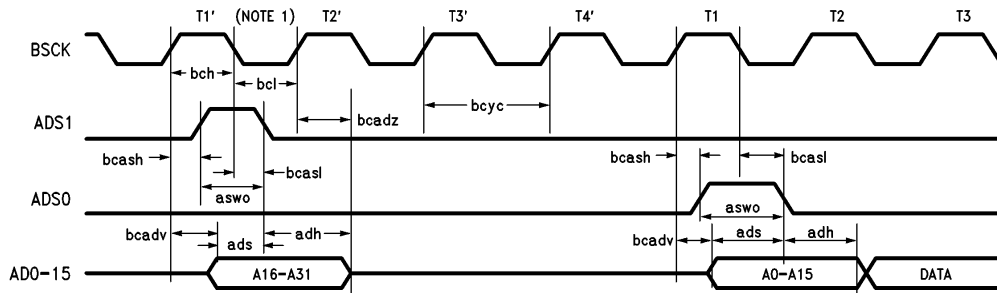 T1' (NOTE 1) T2' T3' T4' T1 T2 T3
BSCK
bch bcl bcyc
ADS1 bcadz
bcash bcasl bcash bcasl
ADS0 aswo aswo
bcadv ads adh bcadv ads adh
AD0-15 A16-A31 A0-A15 DATA